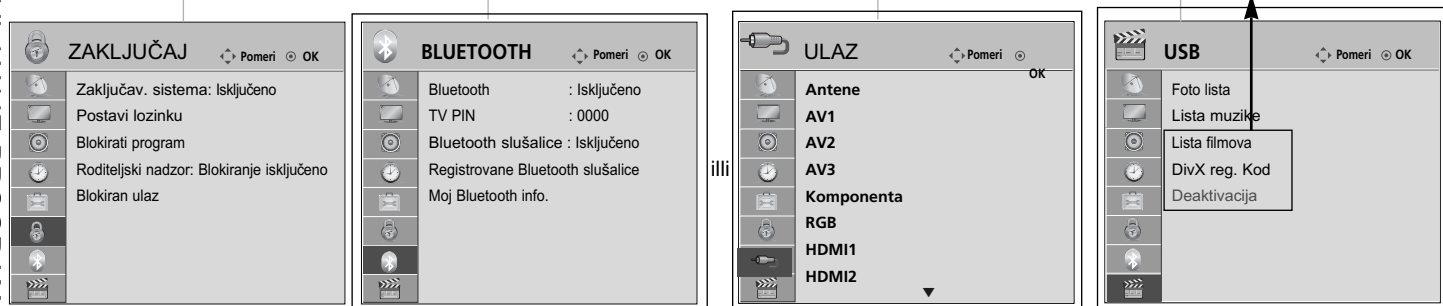 ZAKLJUČAJ
Pomeri OK
Zaključav. sistema: Isključeno
Postavi lozinku
Blokirati program
Roditeljski nadzor: Blokiranje isključeno
Blokiran ulaz
BLUETOOTH
Pomeri OK
Bluetooth : Isključeno
TV PIN : 0000
Bluetooth slušalice : Isključeno
Registrovane Bluetooth slušalice
Moj Bluetooth info.
illi
ULAZ
Pomeri
OK
Antene
AV1
AV2
AV3
Komponenta
RGB
HDMI1
HDMI2
USB
Pomeri OK
Foto lista
Lista muzike
Lista filmova
DivX reg. Kod
Deaktivacija